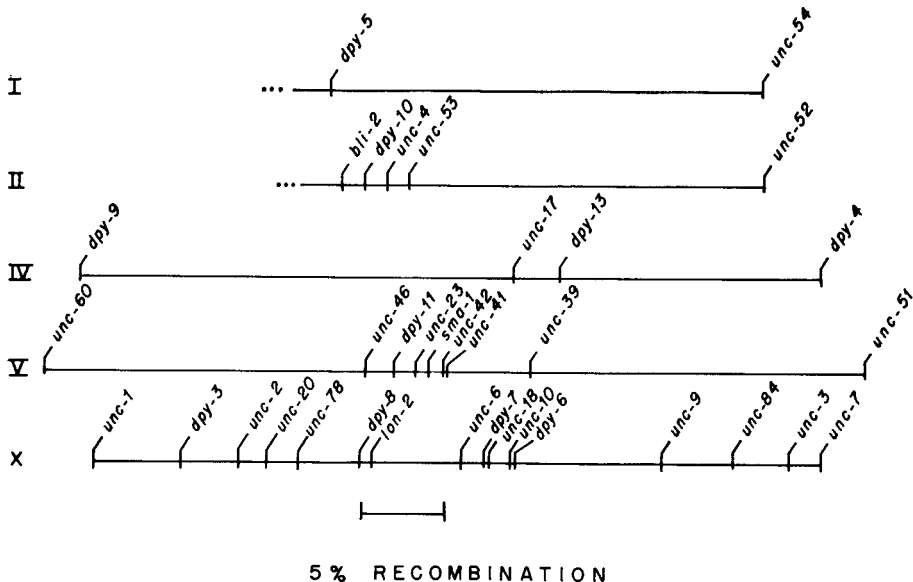 dpy-5 unc-54
I
...
bli-2 dpy-10 unc-4 unc-53 unc-52
II
...
dpy-9 unc-17 dpy-13 dpy-4
IV
unc-60 unc-46 dpy-11 unc-23 sma-1 unc-42 unc-41 unc-39 unc-51
V
unc-1 dpy-3 unc-2 unc-20 unc-78 dpy-8 lon-2 unc-6 dpy-7 unc-18 unc-10 dpy-6 unc-9 unc-84 unc-3 unc-7
X
5% RECOMBINATION